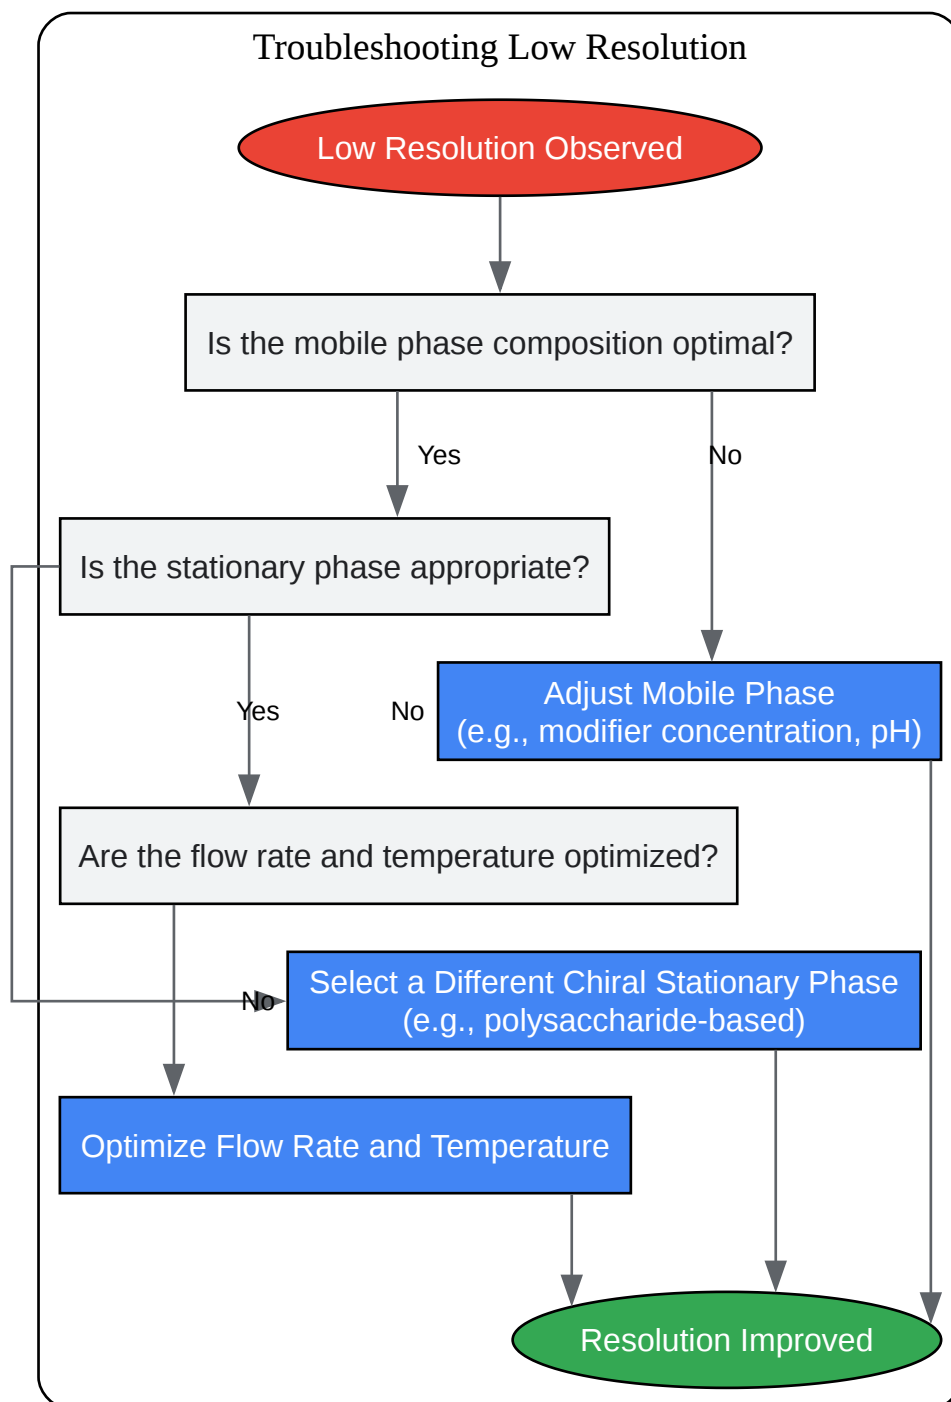 Troubleshooting Low Resolution
Low Resolution Observed
Is the mobile phase composition optimal?
Yes
No
Is the stationary phase appropriate?
Yes
No
Adjust Mobile Phase
(e.g., modifier concentration, pH)
Are the flow rate and temperature optimized?
No
Select a Different Chiral Stationary Phase
(e.g., polysaccharide-based)
Optimize Flow Rate and Temperature
Resolution Improved